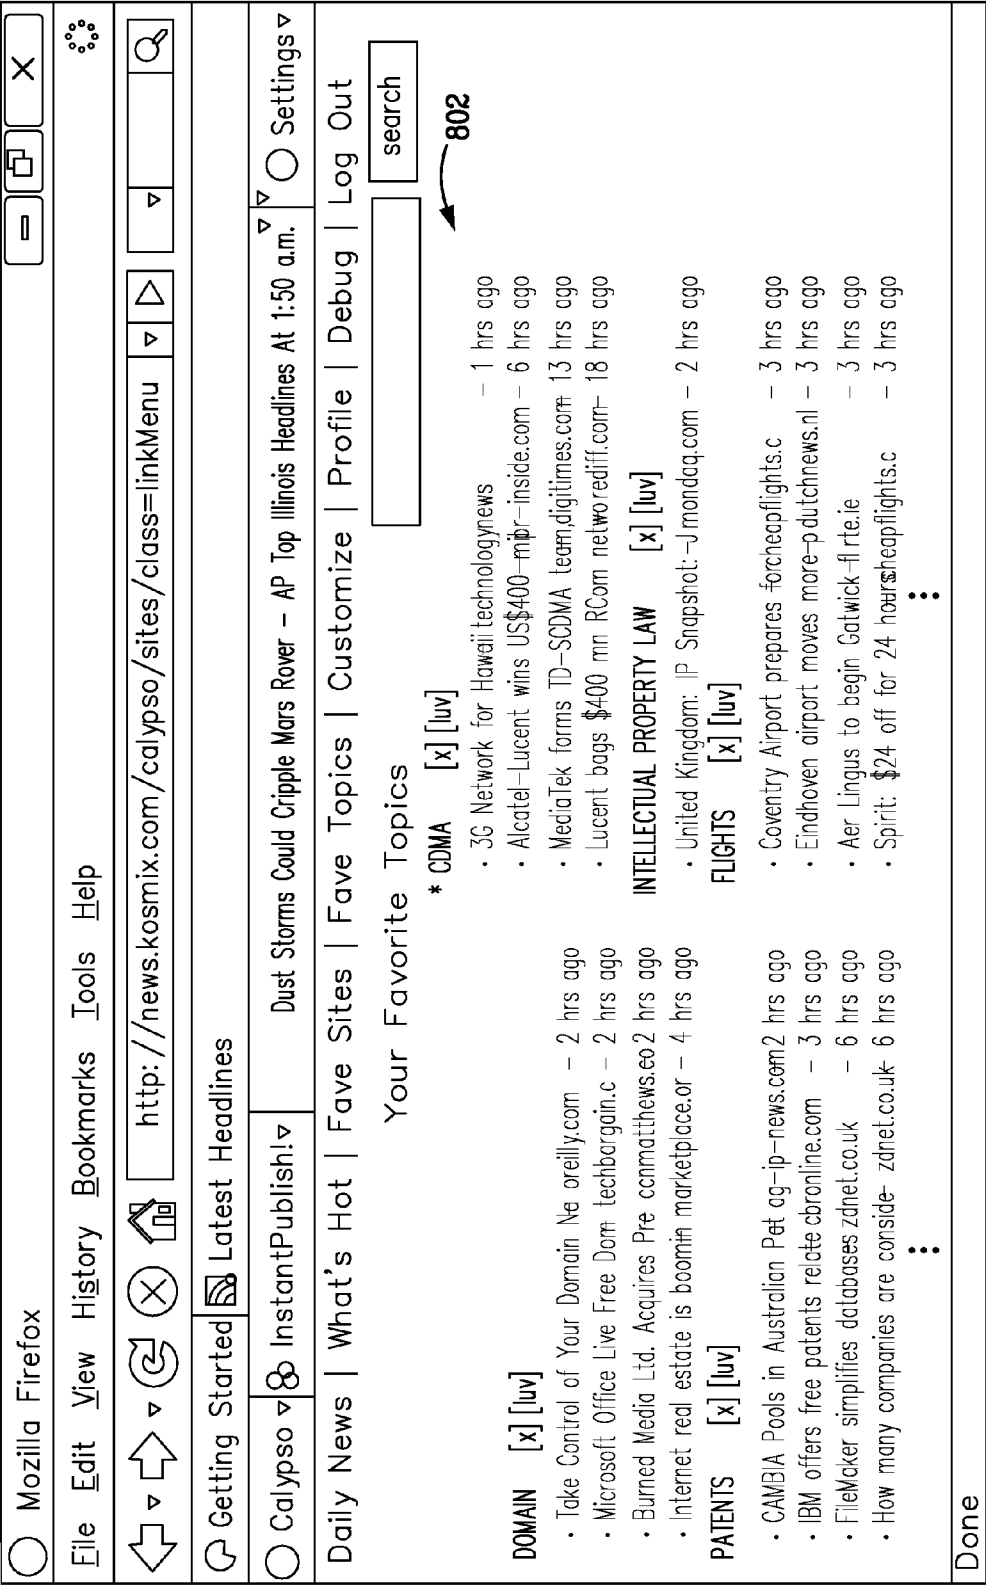 Mozilla Firefox
File Edit View History Bookmarks Tools Help
http: //news.kosmix.com/calypso/sites/class=linkMenu
Getting Started Latest Headlines
Calypso InstantPublish! Dust Storms Could Cripple Mars Rover – AP Top Illinois Headlines At 1:50 a.m. Settings
Daily News | What's Hot | Fave Sites | Fave Topics | Customize | Profile | Debug | Log Out
search
Your Favorite Topics
802
DOMAIN [x] [luv]
• Take Control of Your Domain Na oreilly.com – 2 hrs ago
• Microsoft Office Live Free Dom techbargain.c – 2 hrs ago
• Burned Media Ltd. Acquires Pre ccnmatthews.co 2 hrs ago
• Internet real estate is boomin marketplace.or – 4 hrs ago
PATENTS [x] [luv]
• CAMBIA Pools in Australian Pat ag-ip-news.com 2 hrs ago
• IBM offers free patents relate cbronline.com – 3 hrs ago
• FileMaker simplifies databases zdnet.co.uk – 6 hrs ago
• How many companies are conside- zdnet.co.uk– 6 hrs ago
* CDMA [x] [luv]
• 3G Network for Hawaii technologynews – 1 hrs ago
• Alcatel-Lucent wins US$400-m ipr-inside.com – 6 hrs ago
• MediaTek forms TD-SCDMA team, digitimes.com– 13 hrs ago
• Lucent bags $400 mn RCom netwo rediff.com– 18 hrs ago
INTELLECTUAL PROPERTY LAW [x] [luv]
• United Kingdom: IP Snapshot:-J mondaq.com – 2 hrs ago
FLIGHTS [x] [luv]
• Coventry Airport prepares for cheapflights.c – 3 hrs ago
• Eindhoven airport moves more-p dutchnews.nl – 3 hrs ago
• Aer Lingus to begin Gatwick-fl rte.ie – 3 hrs ago
• Spirit: $24 off for 24 hours cheapflights.c – 3 hrs ago
Done